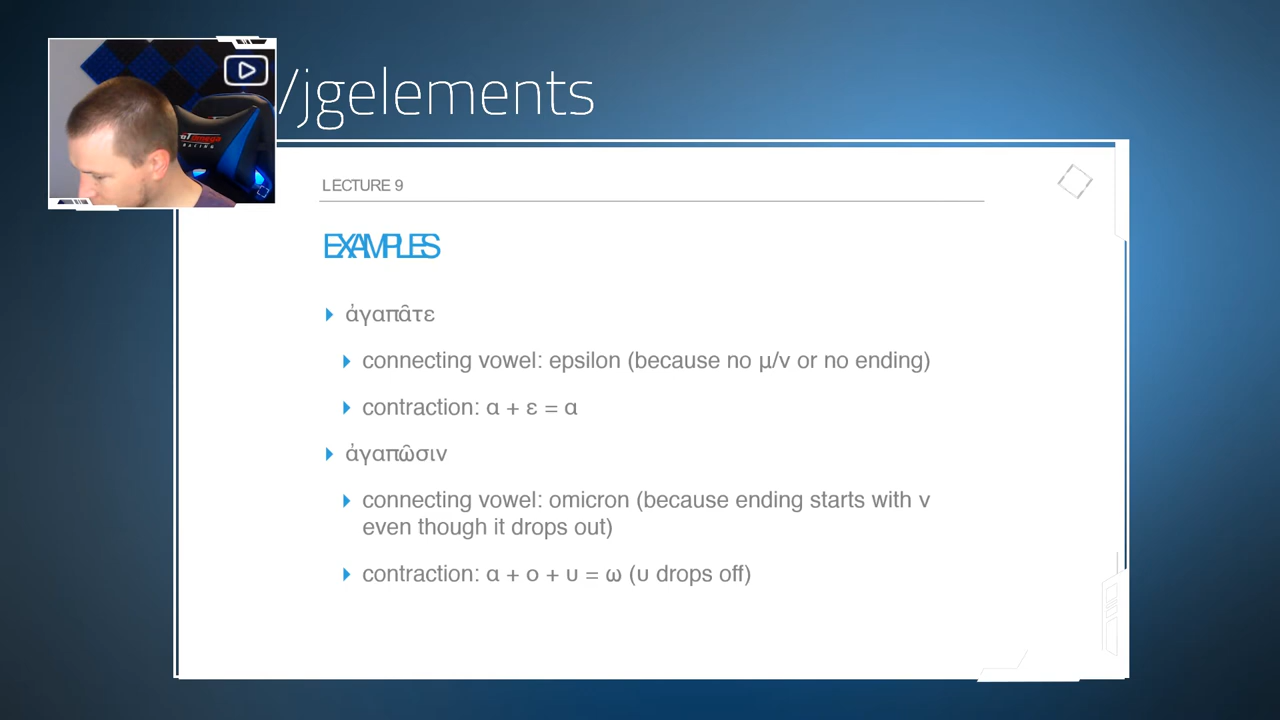 /jgelements
LECTURE 9
EXAMPLES
ἀγαπᾶτε
connecting vowel: epsilon (because no μ/ν or no ending)
contraction: α + ε = α
ἀγαπῶσιν
connecting vowel: omicron (because ending starts with ν
even though it drops out)
contraction: α + ο + υ = ω (υ drops off)
RACING